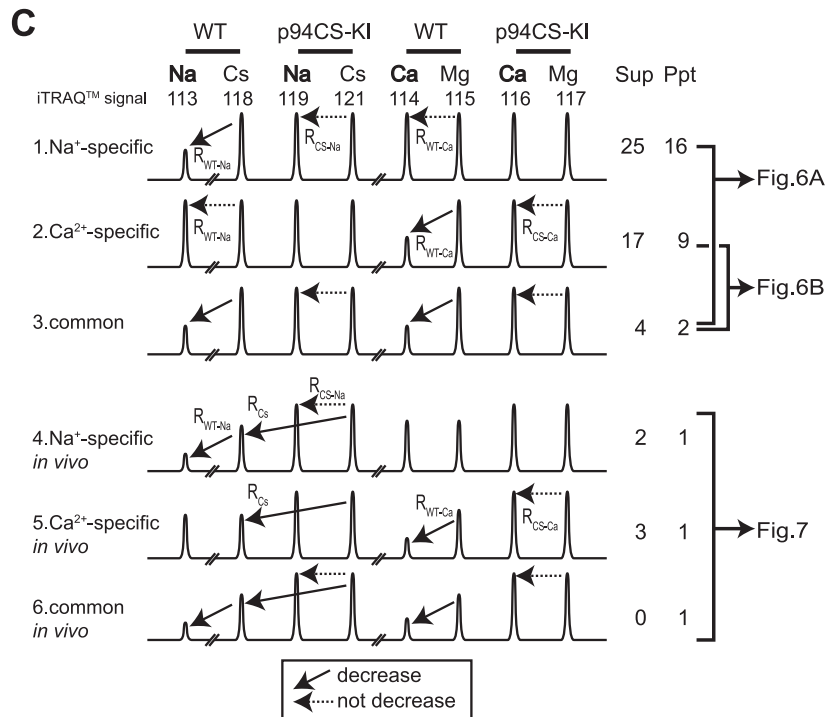 C
WT p94CS-KI WT p94CS-KI
Na Cs Na Cs Ca Mg Ca Mg Sup Ppt
iTRAQ™ signal 113 118 119 121 114 115 116 117
1.Na⁺-specific R_WT-Na R_CS-Na R_WT-Ca 25 16
Fig.6A
2.Ca²⁺-specific R_WT-Na R_WT-Ca R_CS-Ca 17 9
Fig.6B
3.common 4 2
R_WT-Na R_Cs R_CS-Na
4.Na⁺-specific 2 1
in vivo
R_Cs R_WT-Ca R_CS-Ca
5.Ca²⁺-specific 3 1 Fig.7
in vivo
6.common 0 1
in vivo
decrease
not decrease